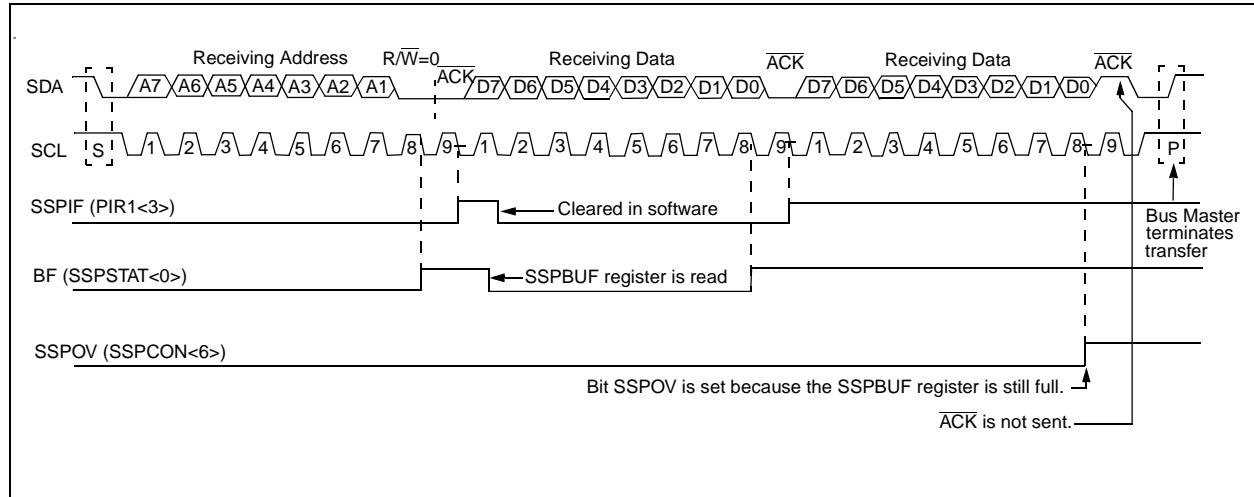 Receiving Address R/W=0 ACK Receiving Data ACK Receiving Data ACK
SDA A7 A6 A5 A4 A3 A2 A1 D7 D6 D5 D4 D3 D2 D1 D0 D7 D6 D5 D4 D3 D2 D1 D0
SCL S 1 2 3 4 5 6 7 8 9 1 2 3 4 5 6 7 8 9 1 2 3 4 5 6 7 8 9 P
SSPIF (PIR1<3>) Cleared in software
Bus Master
terminates
transfer
BF (SSPSTAT<0>) SSPBUF register is read
SSPOV (SSPCON<6>)
Bit SSPOV is set because the SSPBUF register is still full.
ACK is not sent.